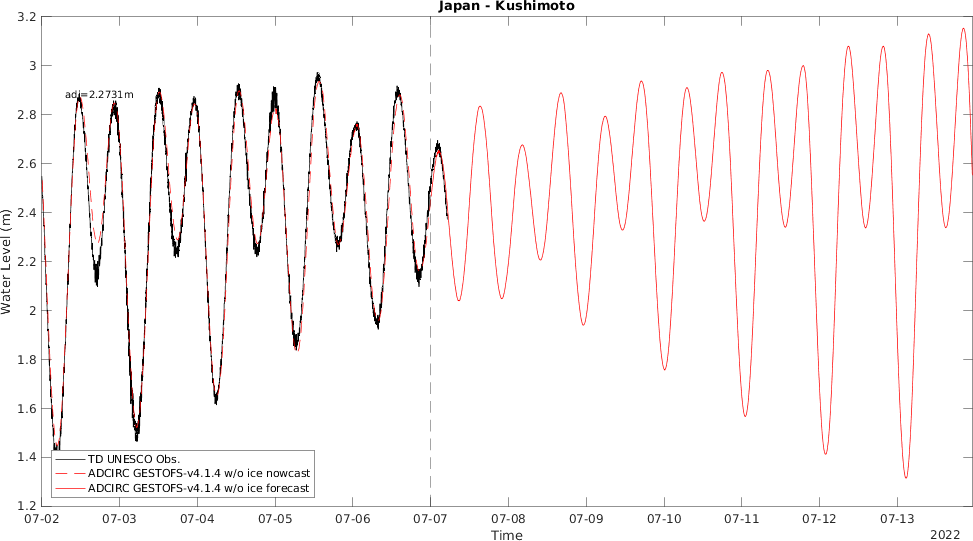 Japan - Kushimoto
3.2
3
2.8
2.6
2.4
2.2
2
1.8
1.6
1.4
1.2
Water Level (m)
adj=2.2731m
TD UNESCO Obs.
ADCIRC GESTOFS-v4.1.4 w/o ice nowcast
ADCIRC GESTOFS-v4.1.4 w/o ice forecast
07-02 07-03 07-04 07-05 07-06 07-07 07-08 07-09 07-10 07-11 07-12 07-13
Time
2022